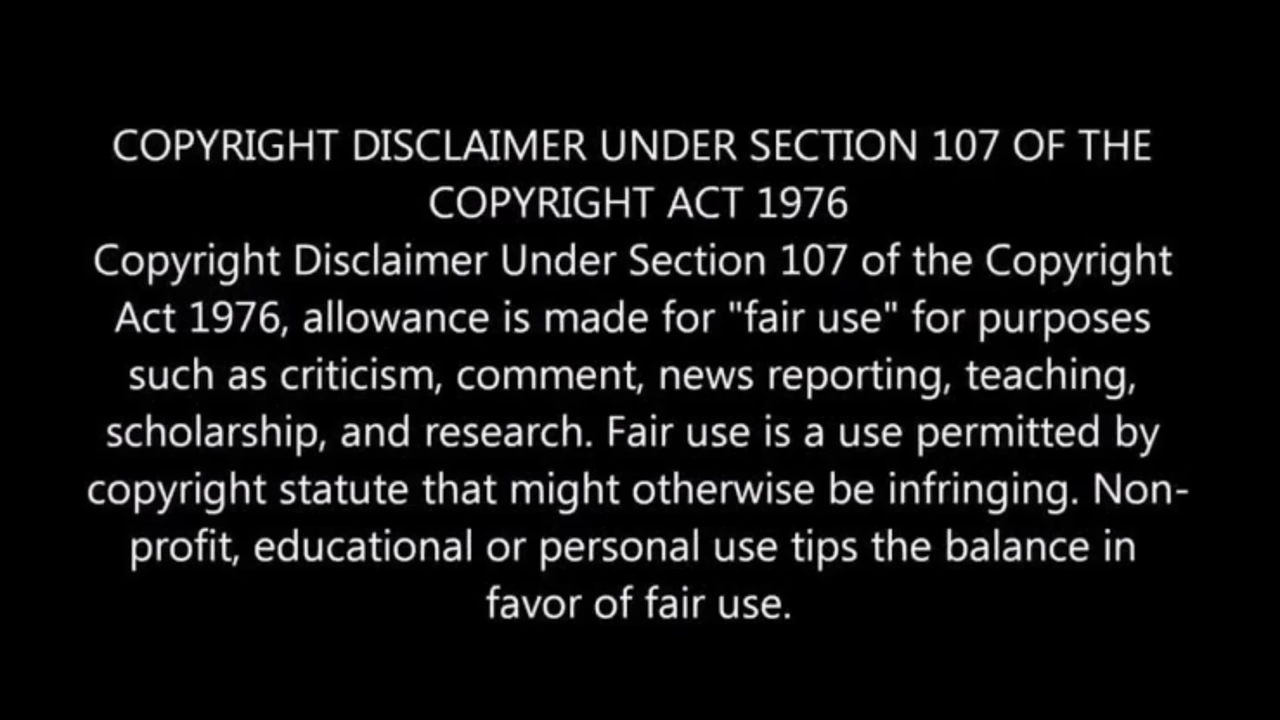 COPYRIGHT DISCLAIMER UNDER SECTION 107 OF THE
COPYRIGHT ACT 1976
Copyright Disclaimer Under Section 107 of the Copyright
Act 1976, allowance is made for "fair use" for purposes
such as criticism, comment, news reporting, teaching,
scholarship, and research. Fair use is a use permitted by
copyright statute that might otherwise be infringing. Non-
profit, educational or personal use tips the balance in
favor of fair use.